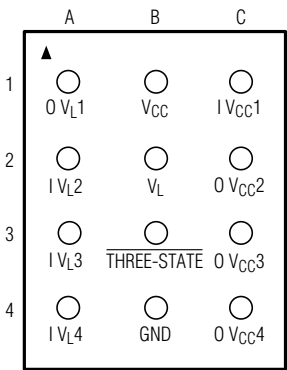 A B C
1
O VL1 VCC I VCC1
2
I VL2 VL O VCC2
3
I VL3 THREE-STATE O VCC3
4
I VL4 GND O VCC4